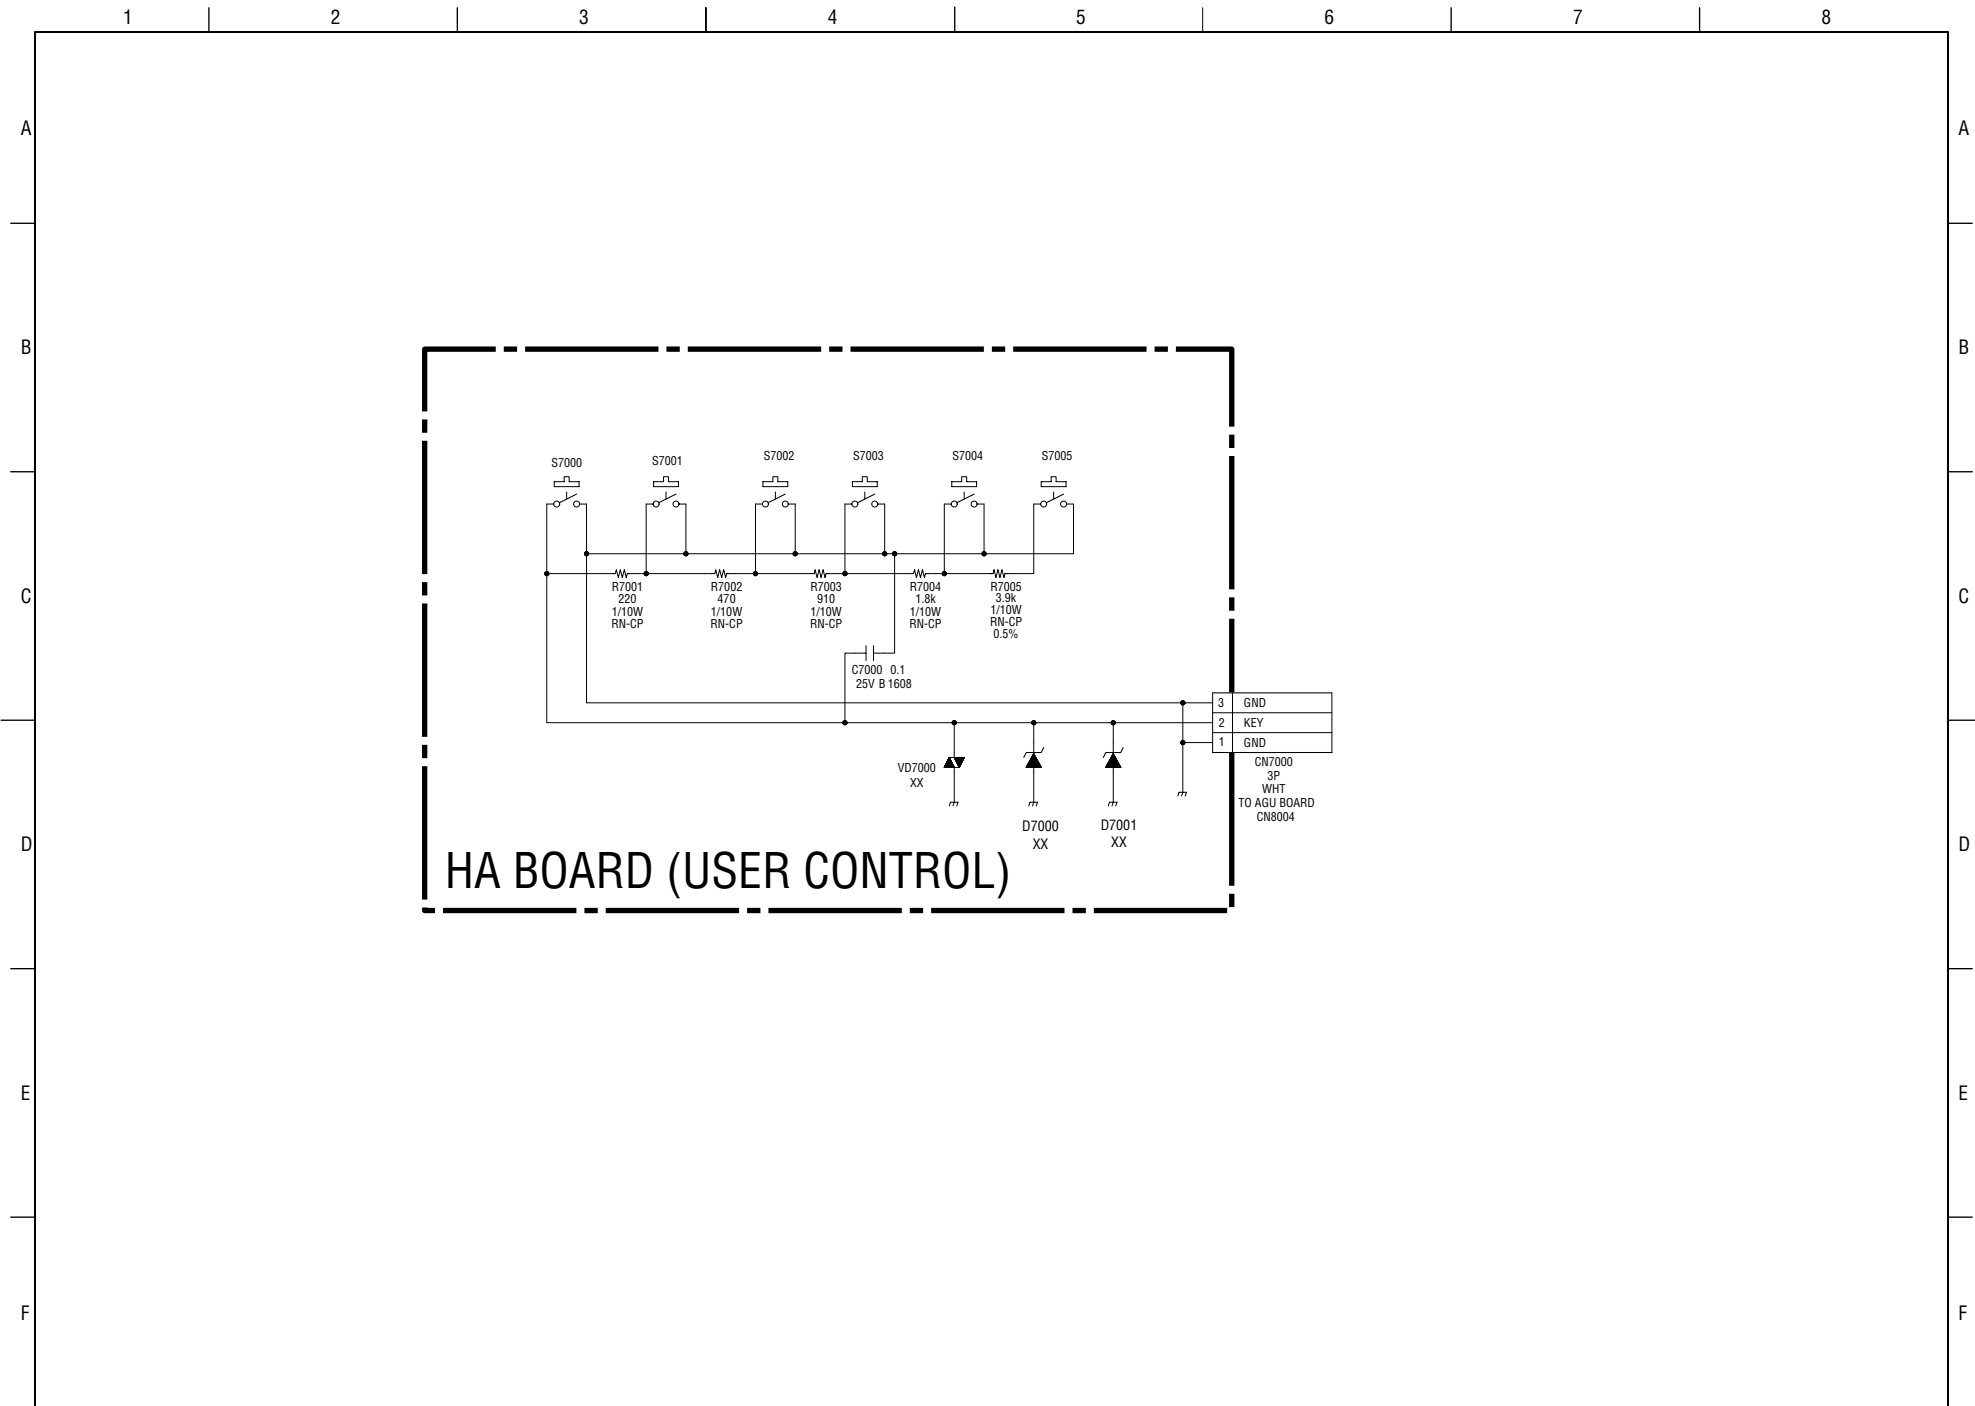 1 2 3 4 5 6 7 8
A A
B B
S7000 S7001 S7002 S7003 S7004 S7005
C C
R7001
220
1/10W
RN-CP
R7002
470
1/10W
RN-CP
R7003
910
1/10W
RN-CP
R7004
1.8k
1/10W
RN-CP
R7005
3.9k
1/10W
RN-CP
0.5%
C7000 0.1
25V B 1608
3 GND
2 KEY
1 GND
CN7000
3P
WHT
TO AGU BOARD
CN8004
VD7000
XX
D7000
XX
D7001
XX
D D
HA BOARD (USER CONTROL)
E E
F F